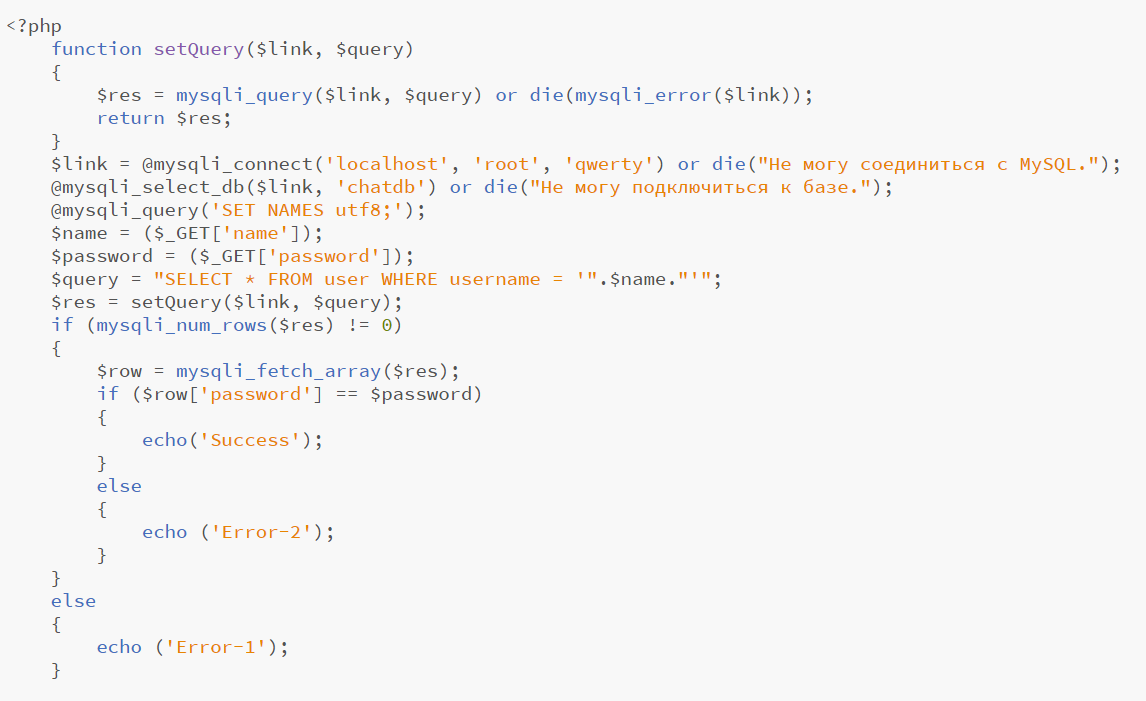 <?php
    function setQuery($link, $query)
    {
        $res = mysqli_query($link, $query) or die(mysqli_error($link));
        return $res;
    }
    $link = @mysqli_connect('localhost', 'root', 'qwerty') or die("Не могу соединиться с MySQL.");
    @mysqli_select_db($link, 'chatdb') or die("Не могу подключиться к базе.");
    @mysqli_query('SET NAMES utf8;');
    $name = ($_GET['name']);
    $password = ($_GET['password']);
    $query = "SELECT * FROM user WHERE username = '".$name."'";
    $res = setQuery($link, $query);
    if (mysqli_num_rows($res) != 0)
    {
        $row = mysqli_fetch_array($res);
        if ($row['password'] == $password)
        {
            echo('Success');
        }
        else
        {
            echo ('Error-2');
        }
    }
    else
    {
        echo ('Error-1');
    }